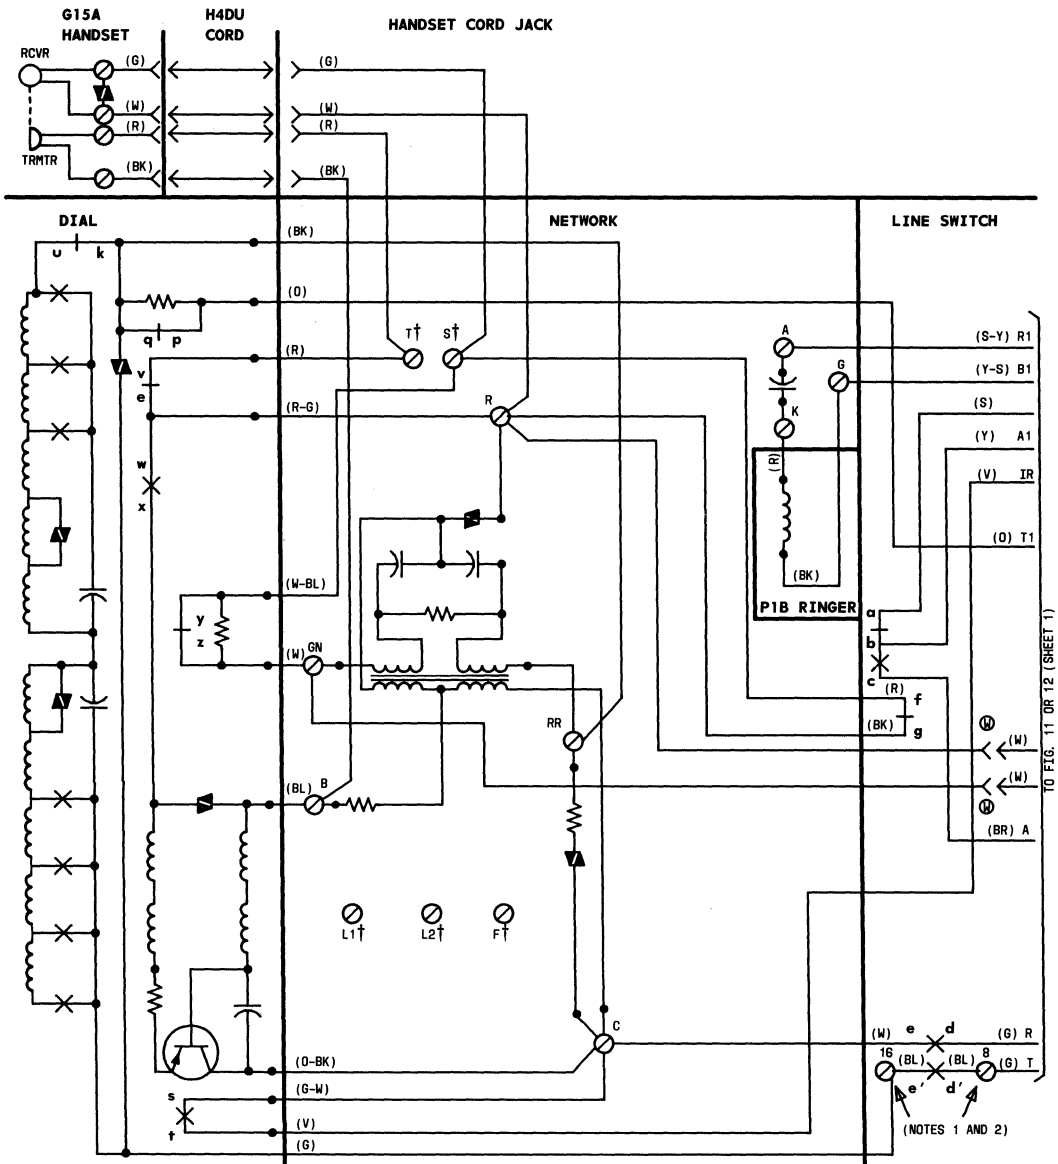 G15A HANDSET
H4DU CORD
HANDSET CORD JACK
RCVR
(G)
(G)
(W)
(W)
(R)
(R)
TRMTR
(BK)
(BK)
DIAL
NETWORK
LINE SWITCH
u k
(BK)
(O)
q p
T†
S†
A
(S-Y) R1
(R)
v
e
G
(Y-S) B1
R
(R-G)
K
(S)
w
x
(R)
(Y) A1
(V) IR
(O) T1
(BK)
(W-BL)
P1B RINGER
y
z
a
b
c
(W) GN
(R) f
(BK) g
RR
W
(W)
(W)
W
TO FIG. 11 OR 12 (SHEET 1)
(BL) B
(BR) A
L1†
L2†
F†
C
(W) e d (G) R
16 (BL) (BL) 8 (G) T
e' d'
(O-BK)
(G-W)
s
t
(V)
(NOTES 1 AND 2)
(G)